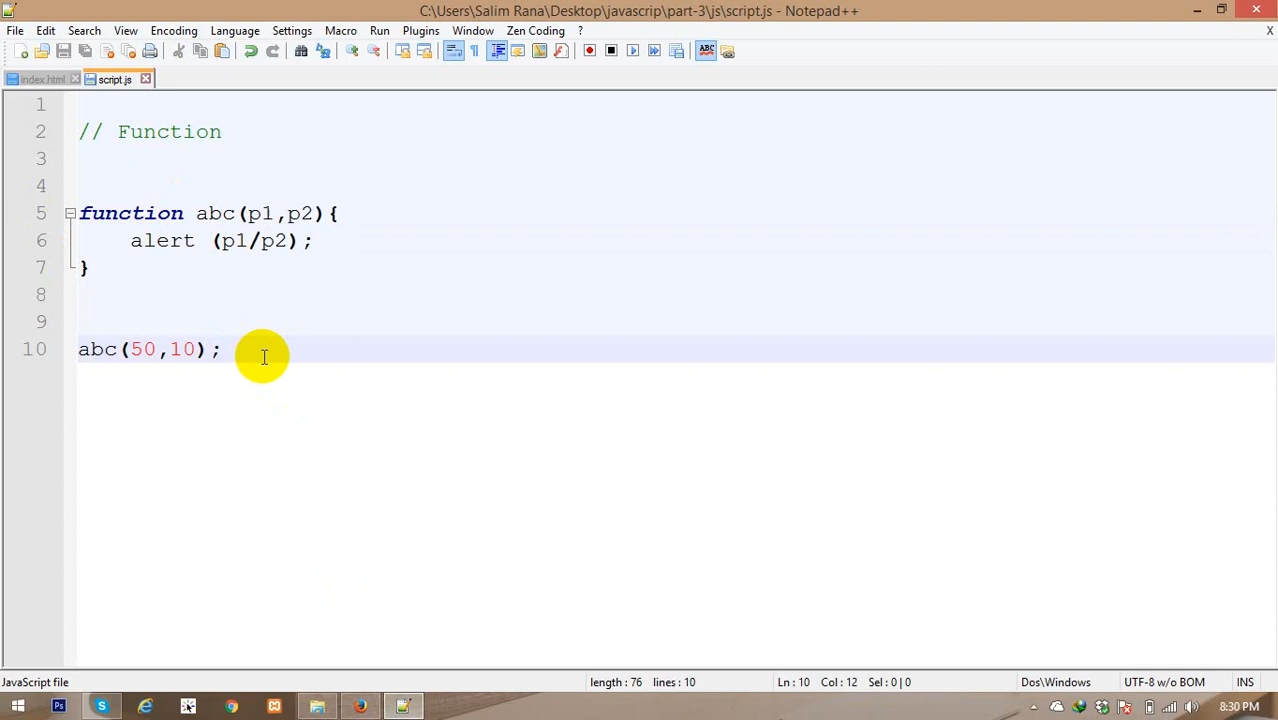 C:\Users\Salim Rana\Desktop\javascrip\part-3\js\script.js - Notepad++
File Edit Search View Encoding Language Settings Macro Run Plugins Window Zen Coding ? X
index.html script.js
1
2 // Function
3
4
5 function abc(p1,p2){
6 alert (p1/p2);
7 }
8
9
10 abc(50,10);
JavaScript file length : 76 lines : 10 Ln : 10 Col : 12 Sel : 0 | 0 Dos\Windows UTF-8 w/o BOM INS
8:30 PM